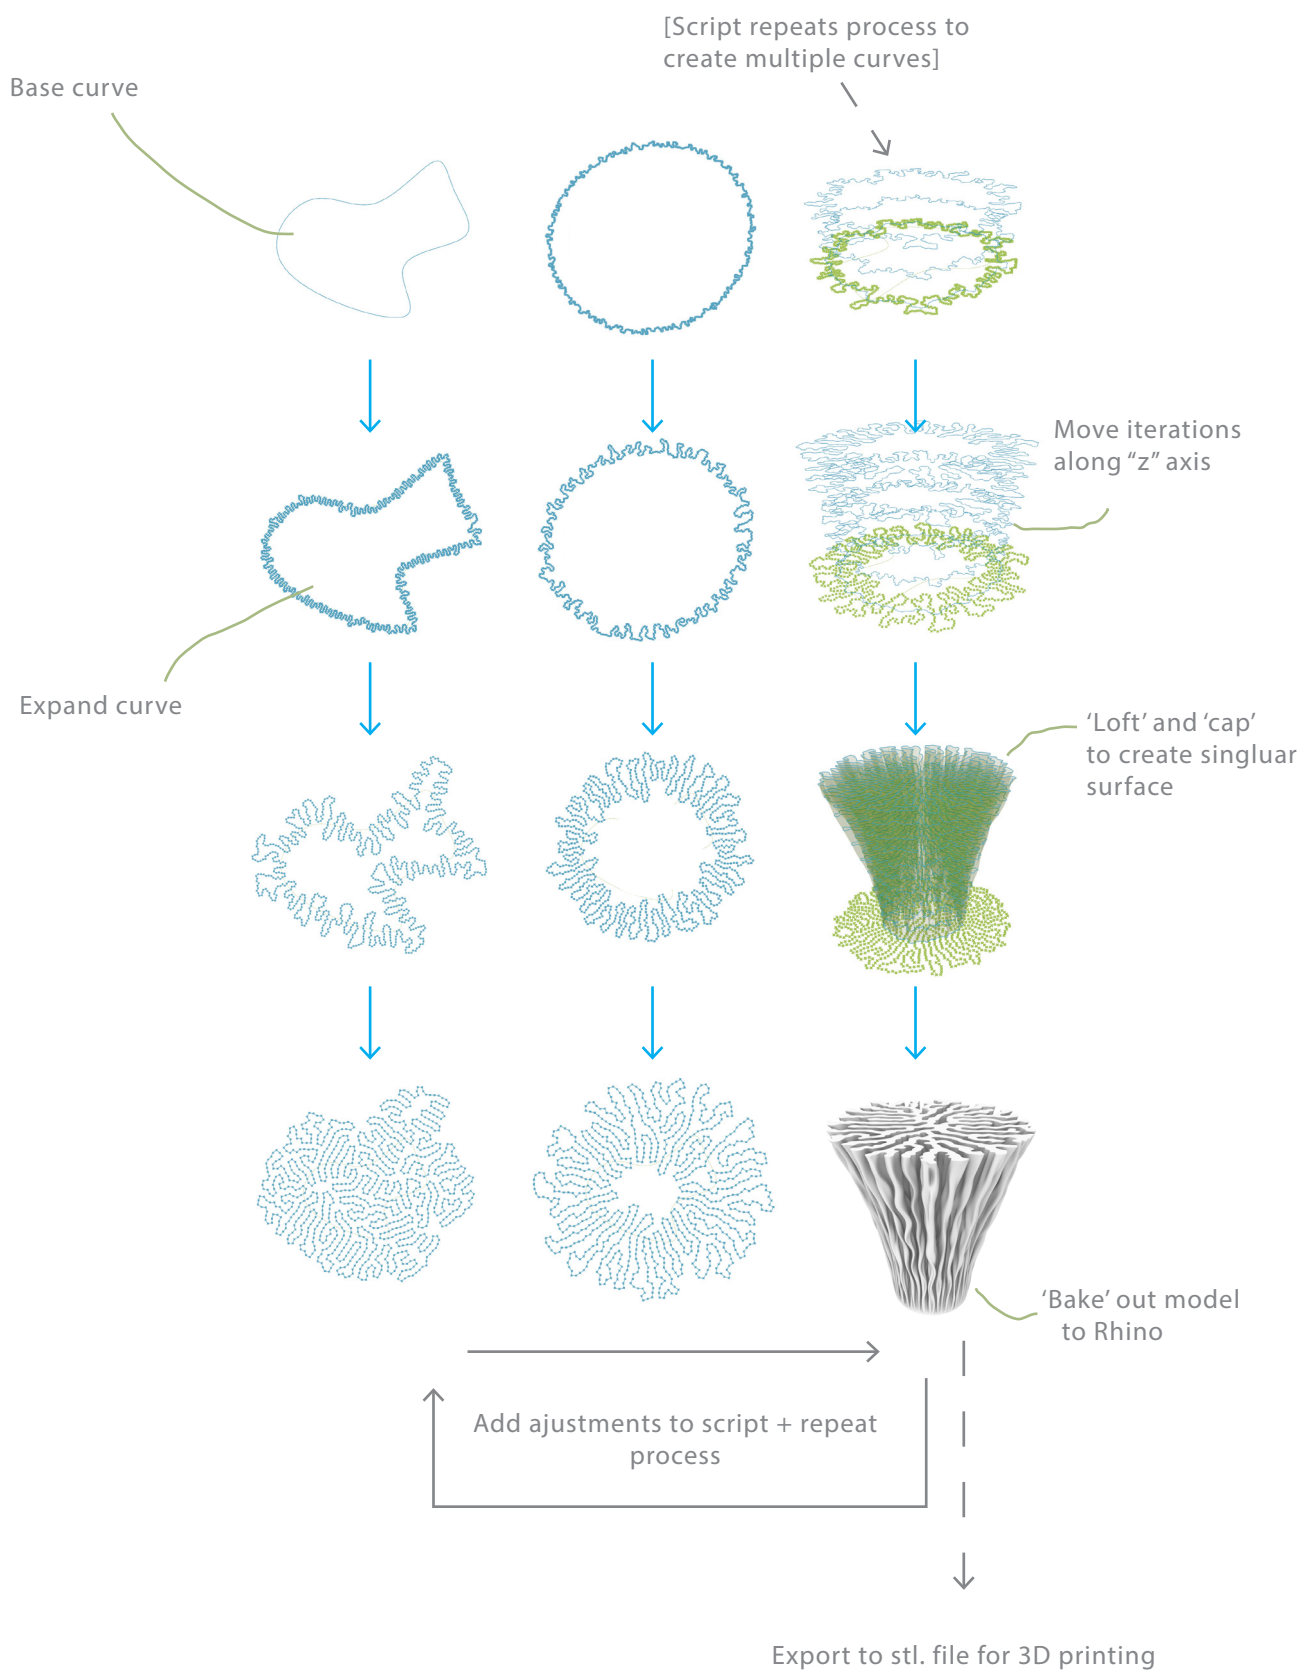 [Script repeats process to
create multiple curves]
Base curve
Move iterations
along “z” axis
Expand curve
‘Loft’ and ‘cap’
to create singluar
surface
‘Bake’ out model
to Rhino
Add ajustments to script + repeat
process
Export to stl. file for 3D printing